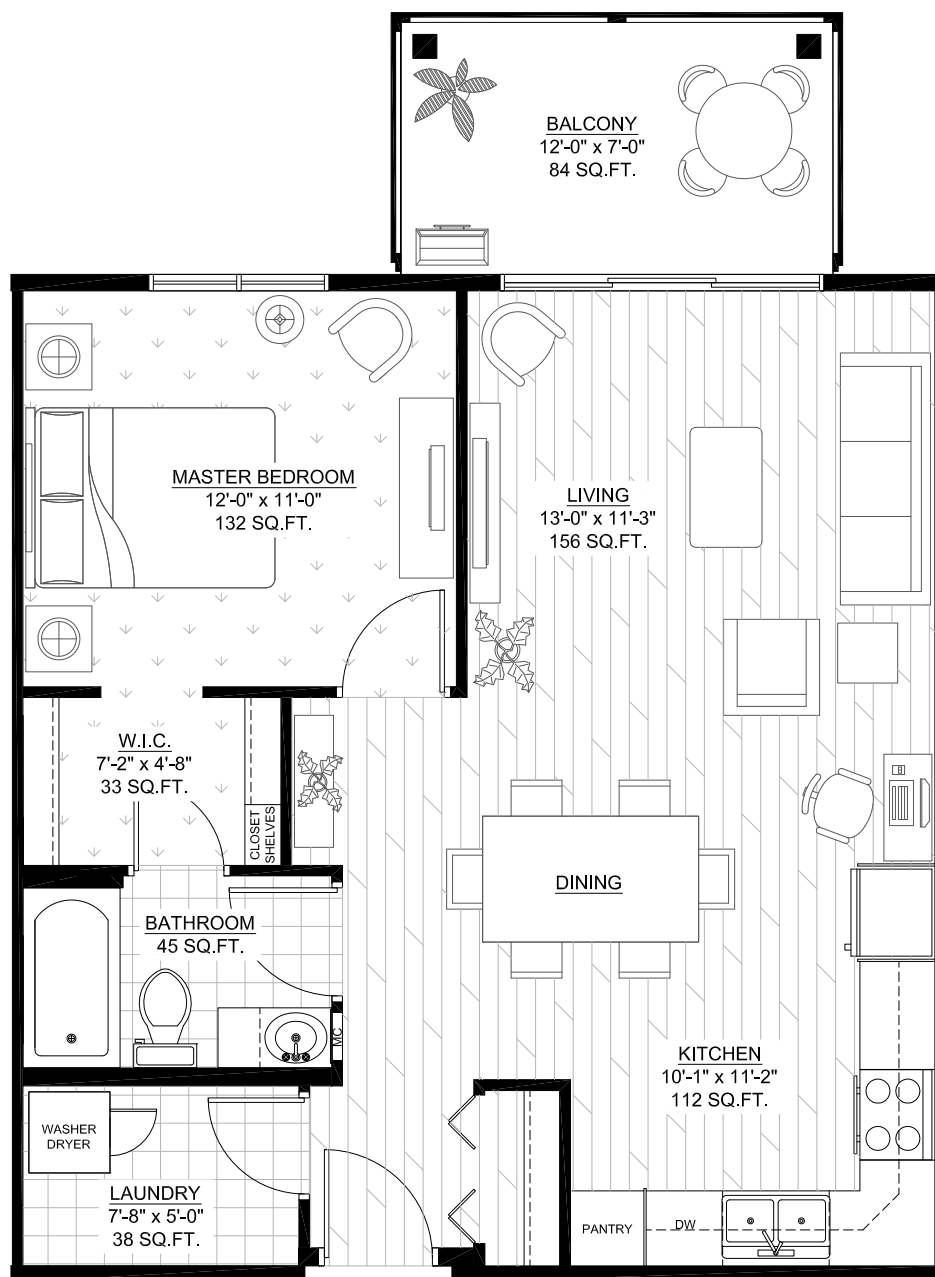 BALCONY
12'-0" x 7'-0"
84 SQ.FT.
MASTER BEDROOM
12'-0" x 11'-0"
132 SQ.FT.
LIVING
13'-0" x 11'-3"
156 SQ.FT.
W.I.C.
7'-2" x 4'-8"
33 SQ.FT.
CLOSET
SHELVES
DINING
BATHROOM
45 SQ.FT.
MC
KITCHEN
10'-1" x 11'-2"
112 SQ.FT.
WASHER
DRYER
LAUNDRY
7'-8" x 5'-0"
38 SQ.FT.
PANTRY
DW